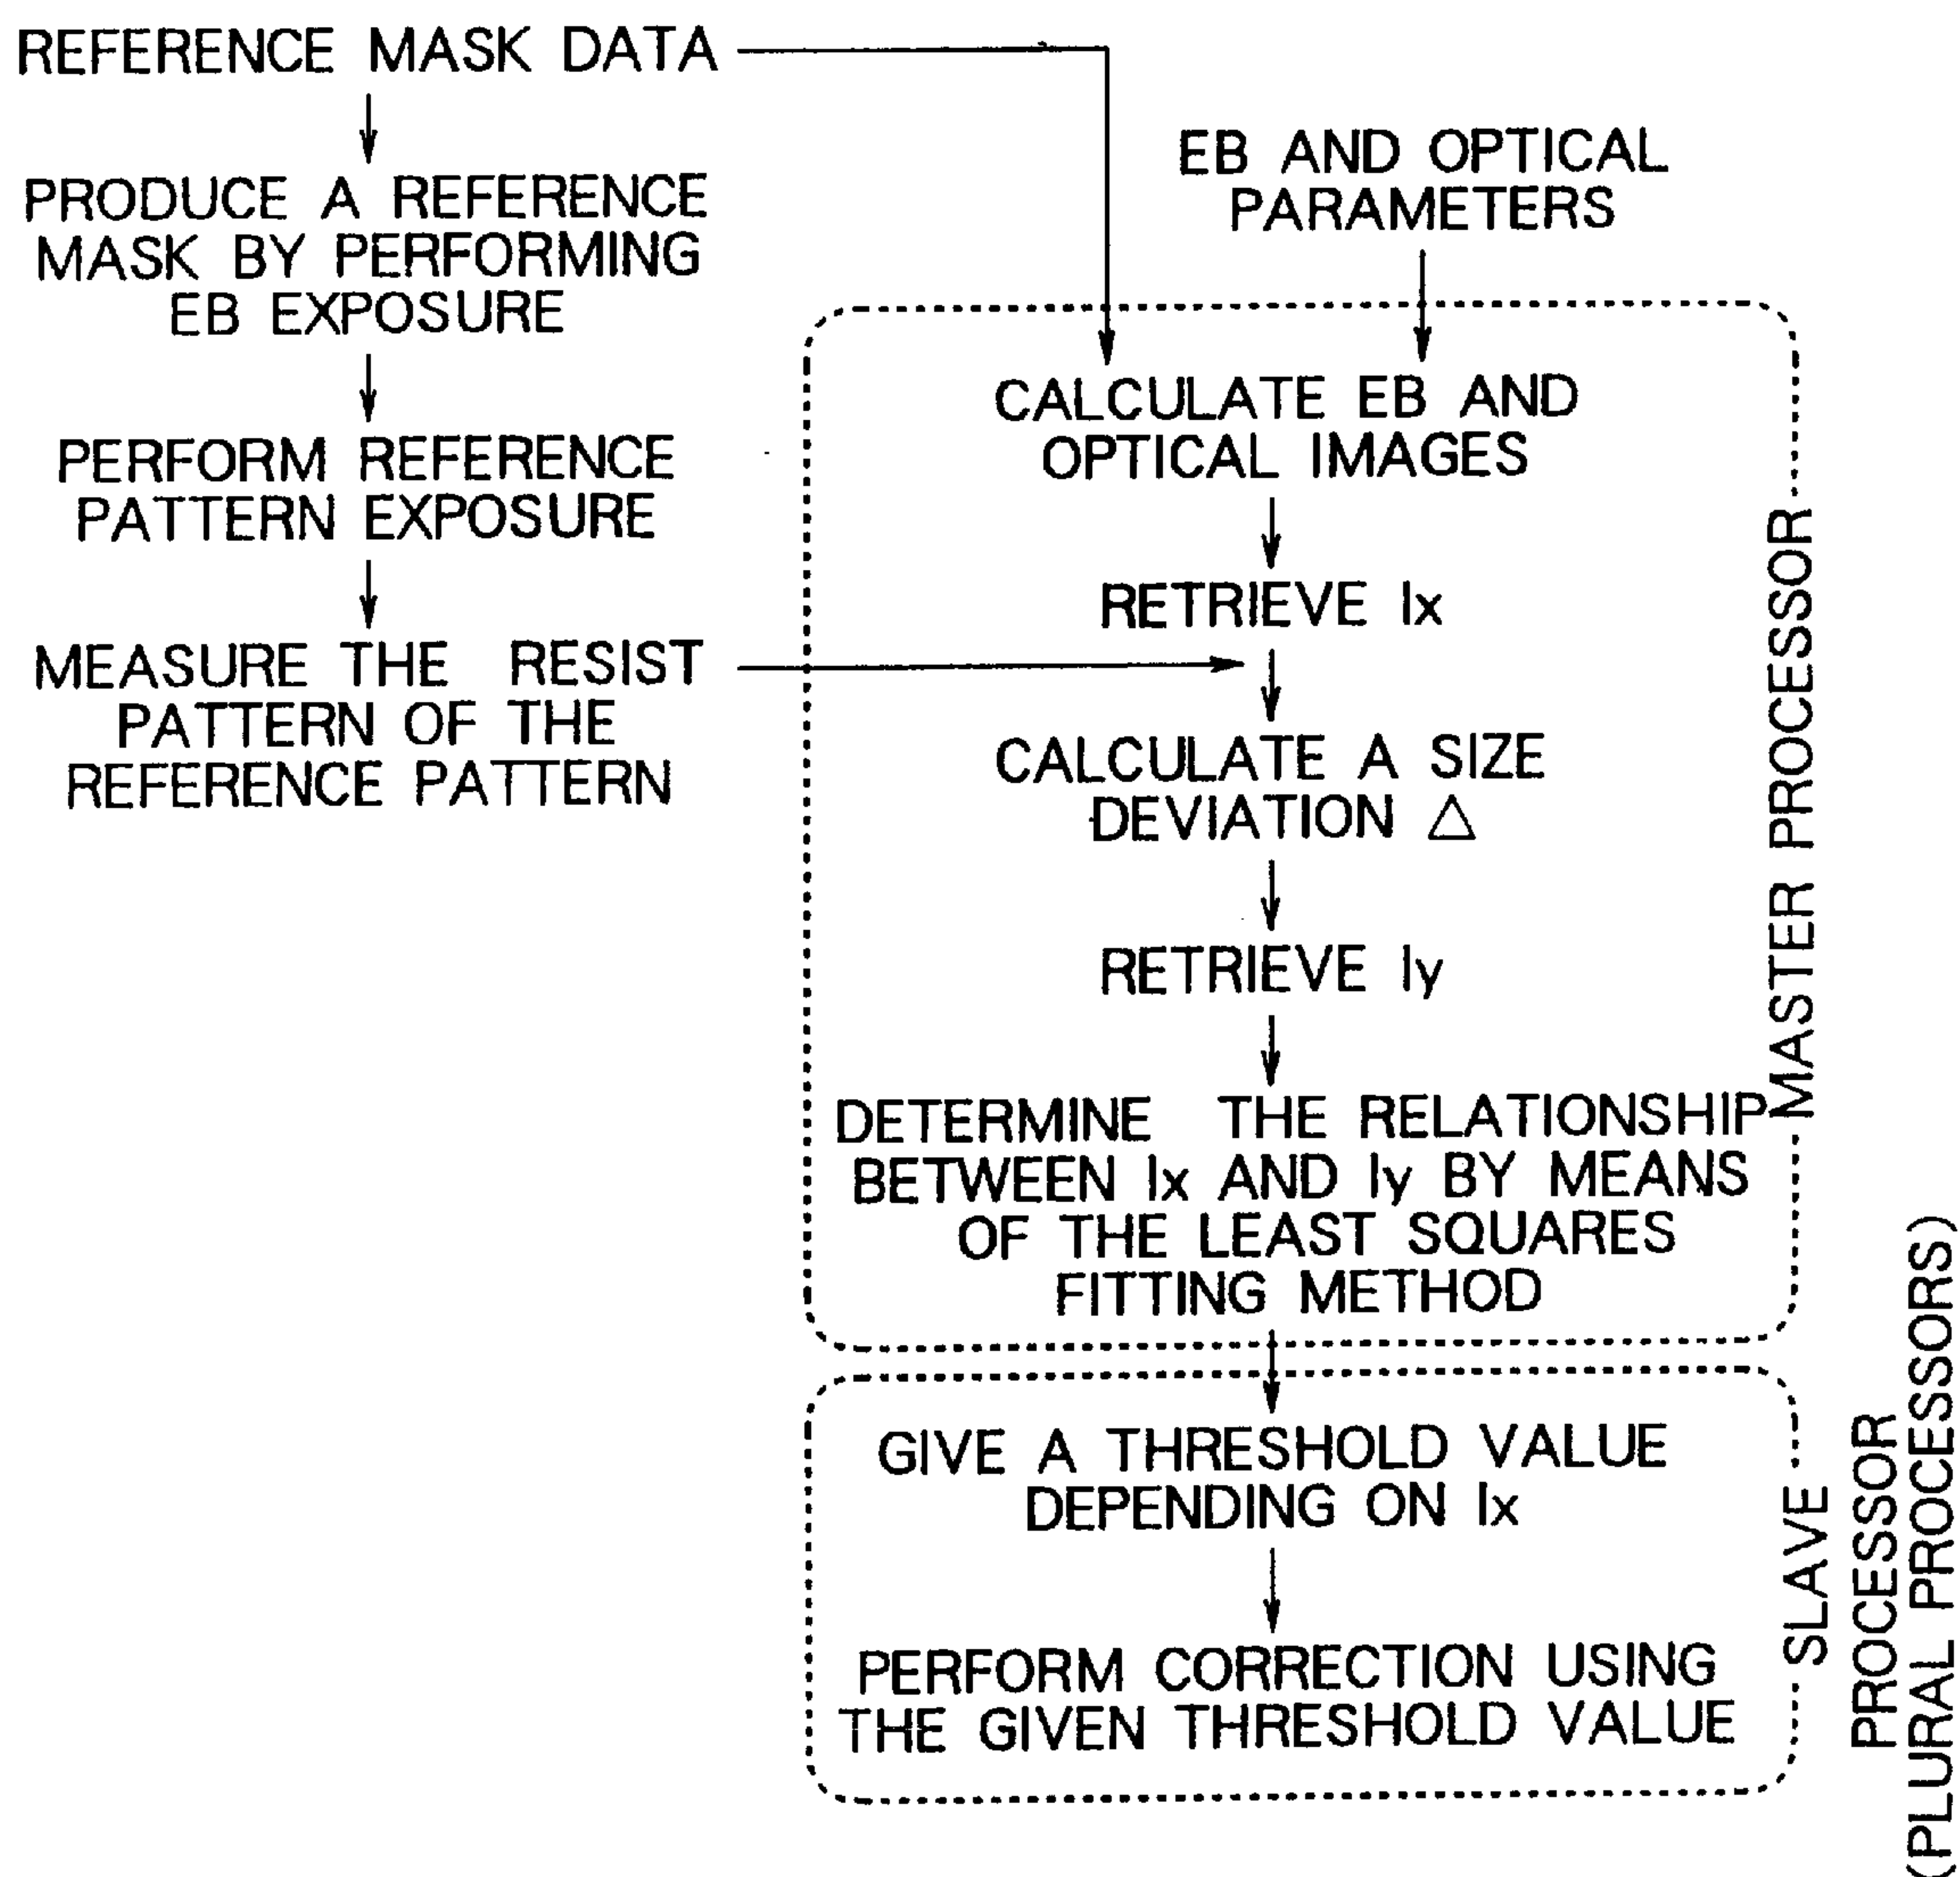 REFERENCE MASK DATA
PRODUCE A REFERENCE
MASK BY PERFORMING
EB EXPOSURE
PERFORM REFERENCE
PATTERN EXPOSURE
MEASURE THE RESIST
PATTERN OF THE
REFERENCE PATTERN
EB AND OPTICAL
PARAMETERS
CALCULATE EB AND
OPTICAL IMAGES
RETRIEVE Ix
CALCULATE A SIZE
DEVIATION △
RETRIEVE Iy
DETERMINE THE RELATIONSHIP
BETWEEN Ix AND Iy BY MEANS
OF THE LEAST SQUARES
FITTING METHOD
MASTER PROCESSOR
GIVE A THRESHOLD VALUE
DEPENDING ON Ix
PERFORM CORRECTION USING
THE GIVEN THRESHOLD VALUE
SLAVE
PROCESSOR
(PLURAL PROCESSORS)